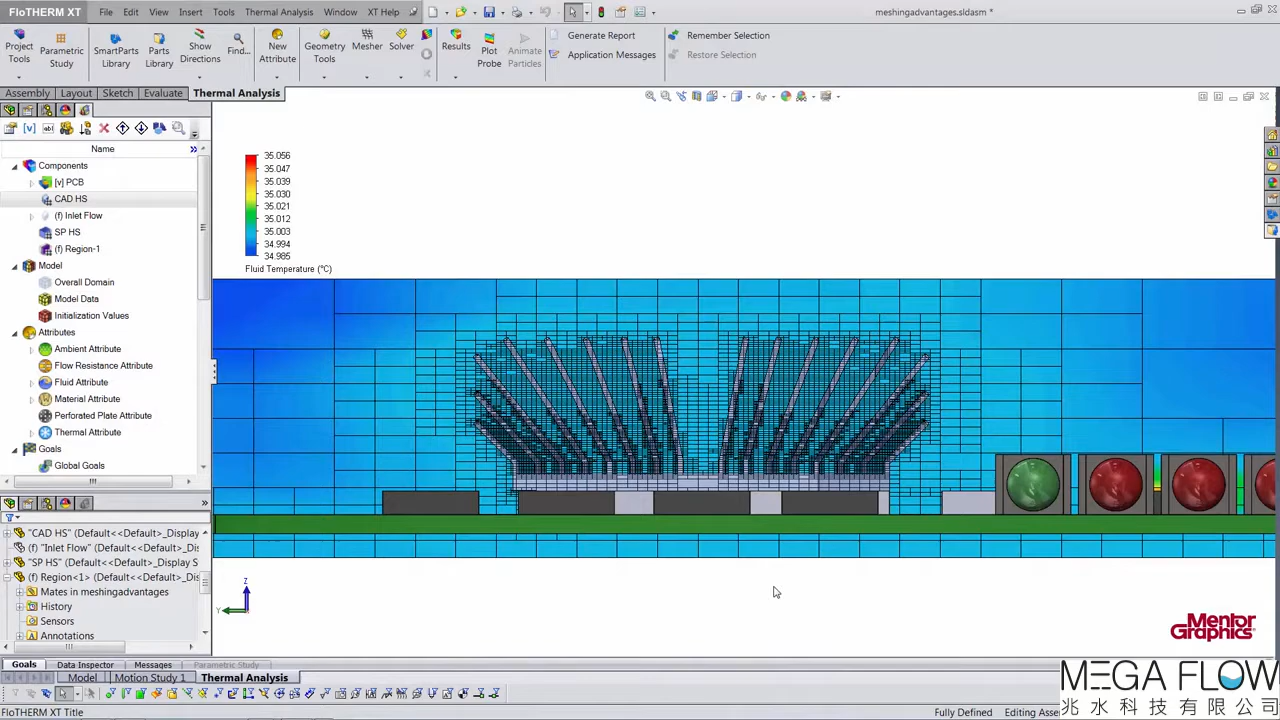 FloTHERM XT
File Edit View Insert Tools Thermal Analysis Window XT Help
meshingadvantages.sldasm *
Project Tools
Parametric Study
SmartParts Library
Parts Library
Show Directions
Find...
New Attribute
Geometry Tools
Mesher
Solver
Results
Plot Probe
Animate Particles
Generate Report
Application Messages
Remember Selection
Restore Selection
Assembly Layout Sketch Evaluate Thermal Analysis
Name
Components
[v] PCB
CAD HS
(f) Inlet Flow
SP HS
(f) Region-1
Model
Overall Domain
Model Data
Initialization Values
Attributes
Ambient Attribute
Flow Resistance Attribute
Fluid Attribute
Material Attribute
Perforated Plate Attribute
Thermal Attribute
Goals
Global Goals
35.056
35.047
35.039
35.030
35.021
35.012
35.003
34.994
34.985
Fluid Temperature (°C)
"CAD HS" (Default<<Default>_Display
(f) "Inlet Flow" (Default<<Default>_Di
"SP HS" (Default<<Default>_Display S
(f) Region<1> (Default<<Default>_Dis
Mates in meshingadvantages
History
Sensors
Annotations
Z
Y
Mentor Graphics
Goals Data Inspector Messages Parametric Study
Model Motion Study 1 Thermal Analysis
FloTHERM XT Title
Fully Defined Editing Asse
MEGA FLOW
兆水科技有限公司